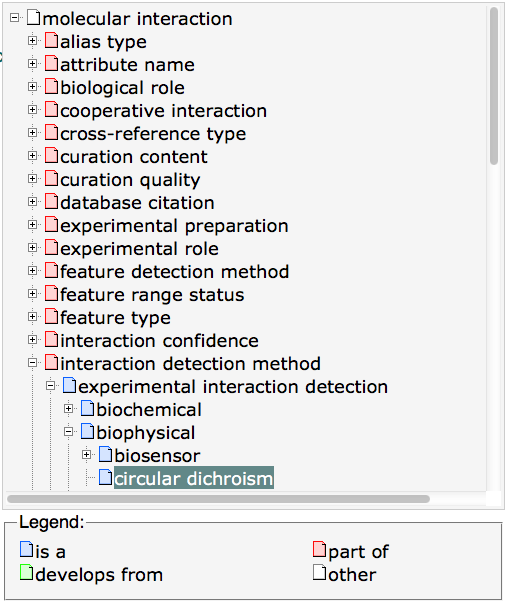 molecular interaction
alias type
attribute name
biological role
cooperative interaction
cross-reference type
curation content
curation quality
database citation
experimental preparation
experimental role
feature detection method
feature range status
feature type
interaction confidence
interaction detection method
experimental interaction detection
biochemical
biophysical
biosensor
circular dichroism
Legend:
is a part of
develops from other